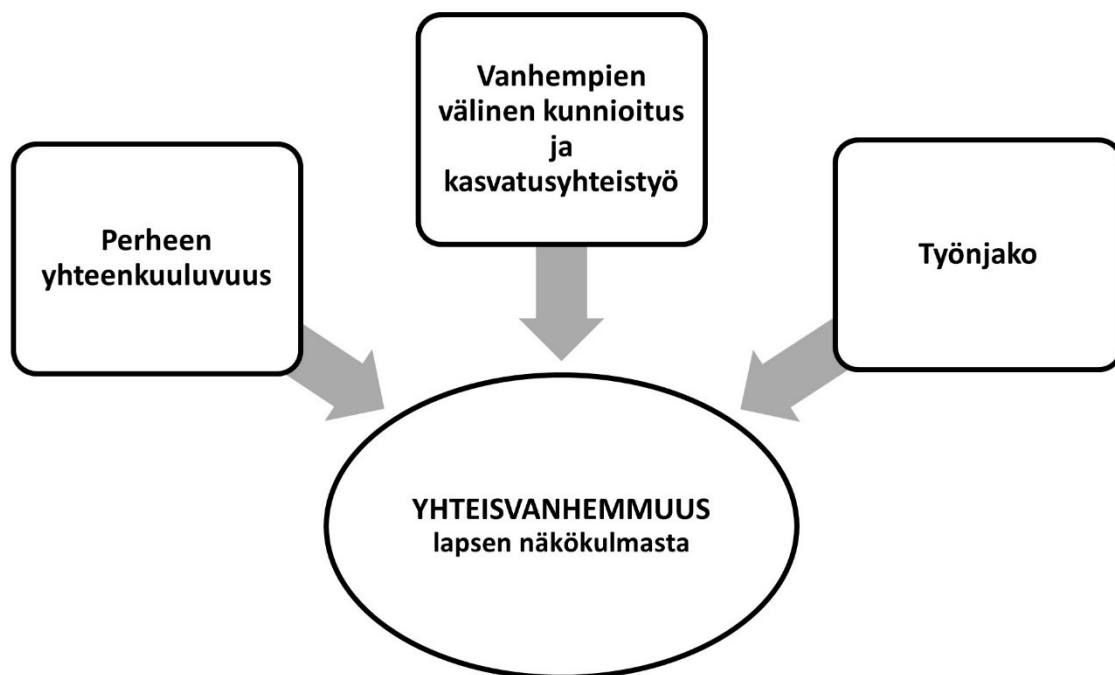 Vanhempien
välinen kunnioitus
ja
kasvatusyhteistyö
Perheen
yhteenkuuluvuus
Työnjako
YHTEISVANHEMMUUS
lapsen näkökulmasta